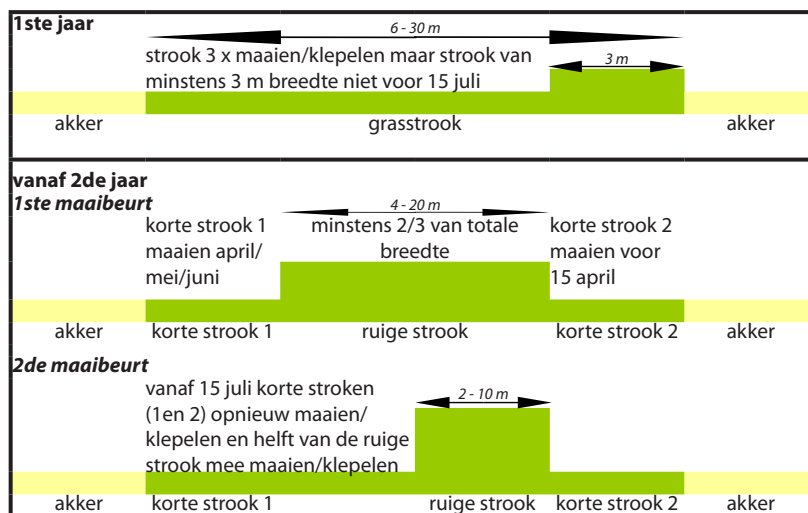 1ste jaar
6 - 30 m
strook 3 x maaien/klepelen maar strook van
minstens 3 m breedte niet voor 15 juli
3 m
akker
grasstrook
akker
vanaf 2de jaar
1ste maaibeurt
4 - 20 m
korte strook 1
maaien april/
mei/juni
minstens 2/3 van totale
breedte
korte strook 2
maaien voor
15 april
akker
korte strook 1
ruige strook
korte strook 2
akker
2de maaibeurt
vanaf 15 juli korte stroken
(1en 2) opnieuw maaien/
klepelen en helft van de ruige
strook mee maaien/klepelen
2 - 10 m
akker
korte strook 1
ruige strook
korte strook 2
akker